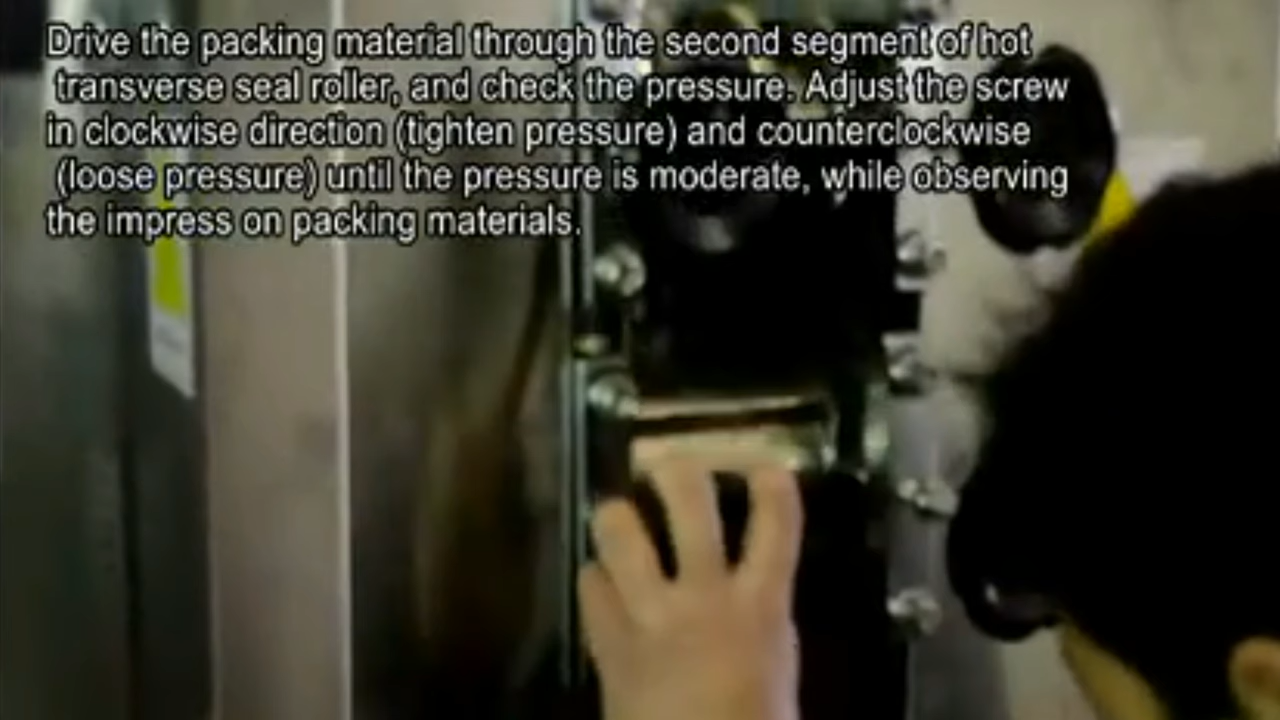 Drive the packing material through the second segment of hot
transverse seal roller, and check the pressure. Adjust the screw
in clockwise direction (tighten pressure) and counterclockwise
(loose pressure) until the pressure is moderate, while observing
the impress on packing materials.